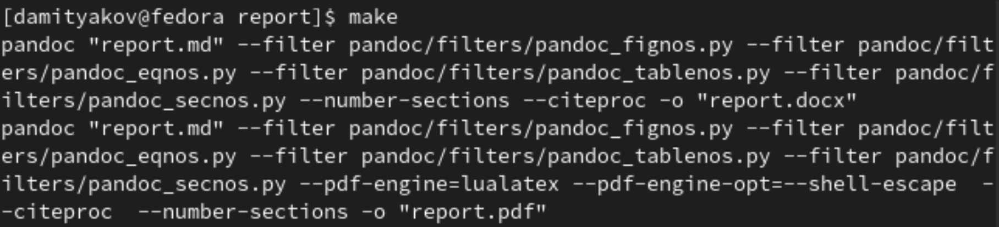 [damityakov@fedora report]$ make
pandoc "report.md" --filter pandoc/filters/pandoc_fignos.py --filter pandoc/filt
ers/pandoc_eqnos.py --filter pandoc/filters/pandoc_tablenos.py --filter pandoc/f
ilters/pandoc_secnos.py --number-sections --citeproc -o "report.docx"
pandoc "report.md" --filter pandoc/filters/pandoc_fignos.py --filter pandoc/filt
ers/pandoc_eqnos.py --filter pandoc/filters/pandoc_tablenos.py --filter pandoc/f
ilters/pandoc_secnos.py --pdf-engine=lualatex --pdf-engine-opt=--shell-escape  -
-citeproc  --number-sections -o "report.pdf"